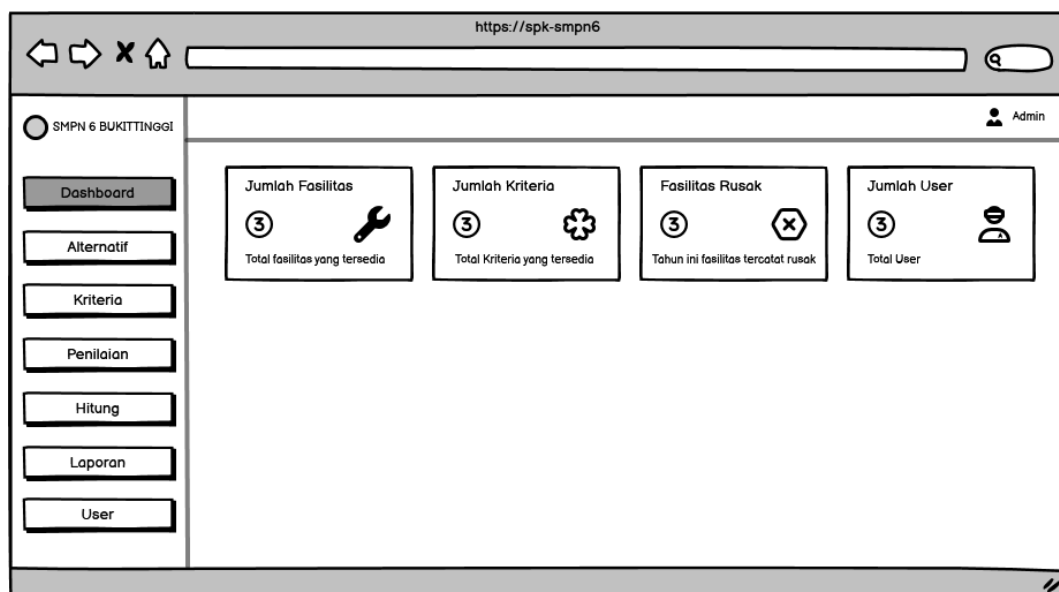 https://spk-smpn6
SMPN 6 BUKITTINGGI
Admin
Dashboard
Alternatif
Kriteria
Penilaian
Hitung
Laporan
User
Jumlah Fasilitas
3
Total fasilitas yang tersedia
Jumlah Kriteria
3
Total Kriteria yang tersedia
Fasilitas Rusak
3
Tahun ini fasilitas tercatat rusak
Jumlah User
3
Total User